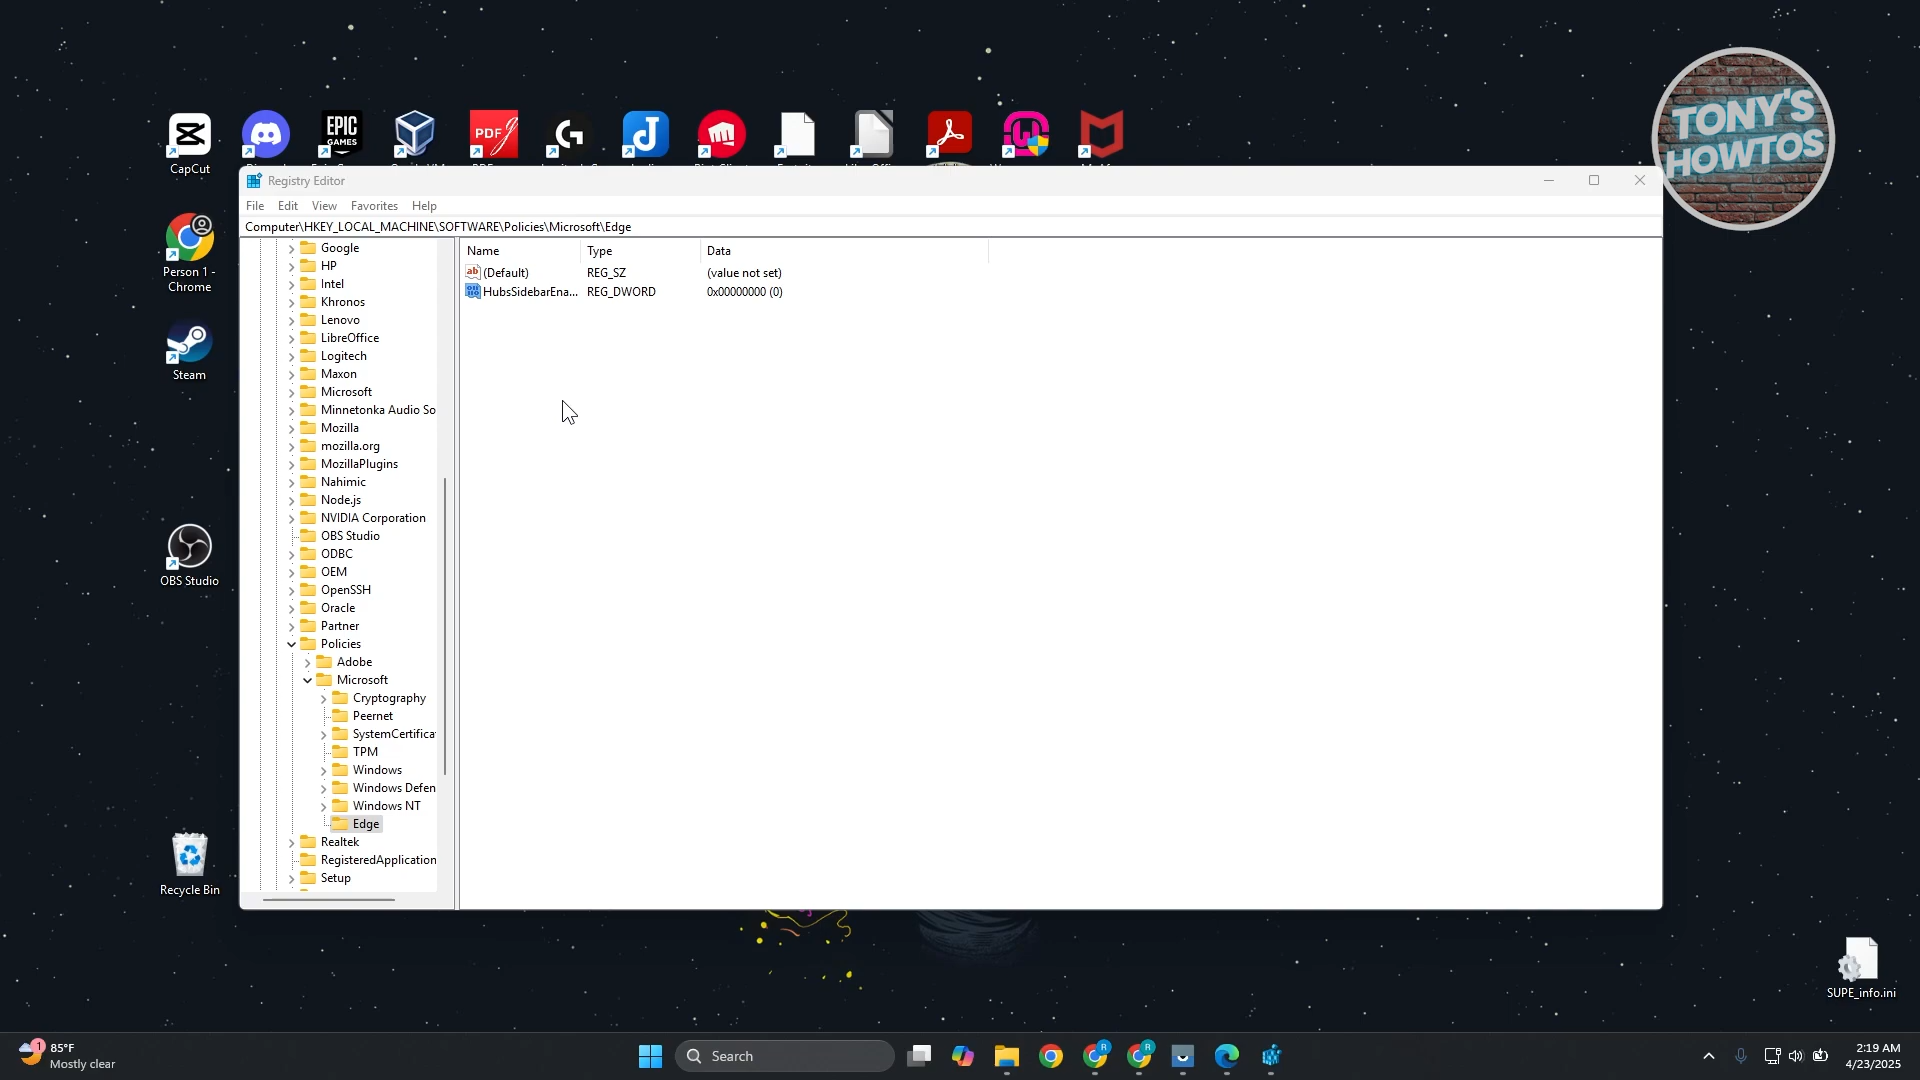 TONY'S
HOWTOS
EPIC
GAMES
PDF
CapCut
Registry Editor
File Edit View Favorites Help
Computer\HKEY_LOCAL_MACHINE\SOFTWARE\Policies\Microsoft\Edge
Name Type Data
(Default) REG_SZ (value not set)
HubsSidebarEna... REG_DWORD 0x00000000 (0)
Google
HP
Intel
Khronos
Lenovo
LibreOffice
Logitech
Maxon
Microsoft
Minnetonka Audio So
Mozilla
mozilla.org
MozillaPlugins
Nahimic
Node.js
NVIDIA Corporation
OBS Studio
ODBC
OEM
OpenSSH
Oracle
Partner
Policies
Adobe
Microsoft
Cryptography
Peernet
SystemCertifica
TPM
Windows
Windows Defen
Windows NT
Edge
Realtek
RegisteredApplication
Setup
Person 1 -
Chrome
Steam
OBS Studio
Recycle Bin
SUPE_info.ini
1
85°F
Mostly clear
Search
R
R
2:19 AM
4/23/2025